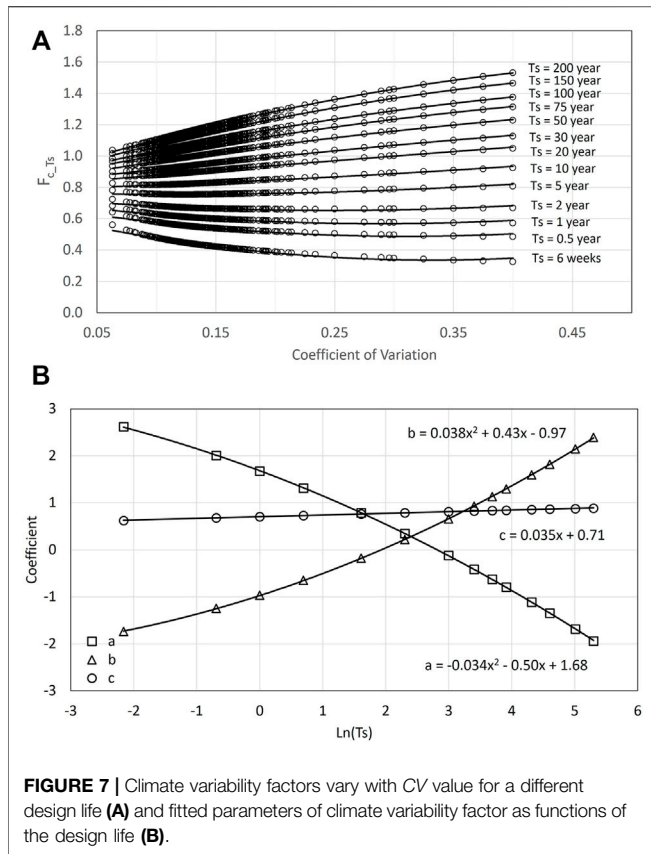 A
1.8
1.6
1.4
1.2
1.0
0.8
0.6
0.4
0.2
0.0
F_c_Ts
Ts = 200 year
Ts = 150 year
Ts = 100 year
Ts = 75 year
Ts = 50 year
Ts = 30 year
Ts = 20 year
Ts = 10 year
Ts = 5 year
Ts = 2 year
Ts = 1 year
Ts = 0.5 year
Ts = 6 weeks
0.05 0.15 0.25 0.35 0.45
Coefficient of Variation
B
3
2
1
0
-1
-2
-3
Coefficient
b = 0.038x² + 0.43x - 0.97
c = 0.035x + 0.71
a = -0.034x² - 0.50x + 1.68
a
b
c
-3 -2 -1 0 1 2 3 4 5 6
Ln(Ts)
FIGURE 7 | Climate variability factors vary with CV value for a different
design life (A) and fitted parameters of climate variability factor as functions of
the design life (B).